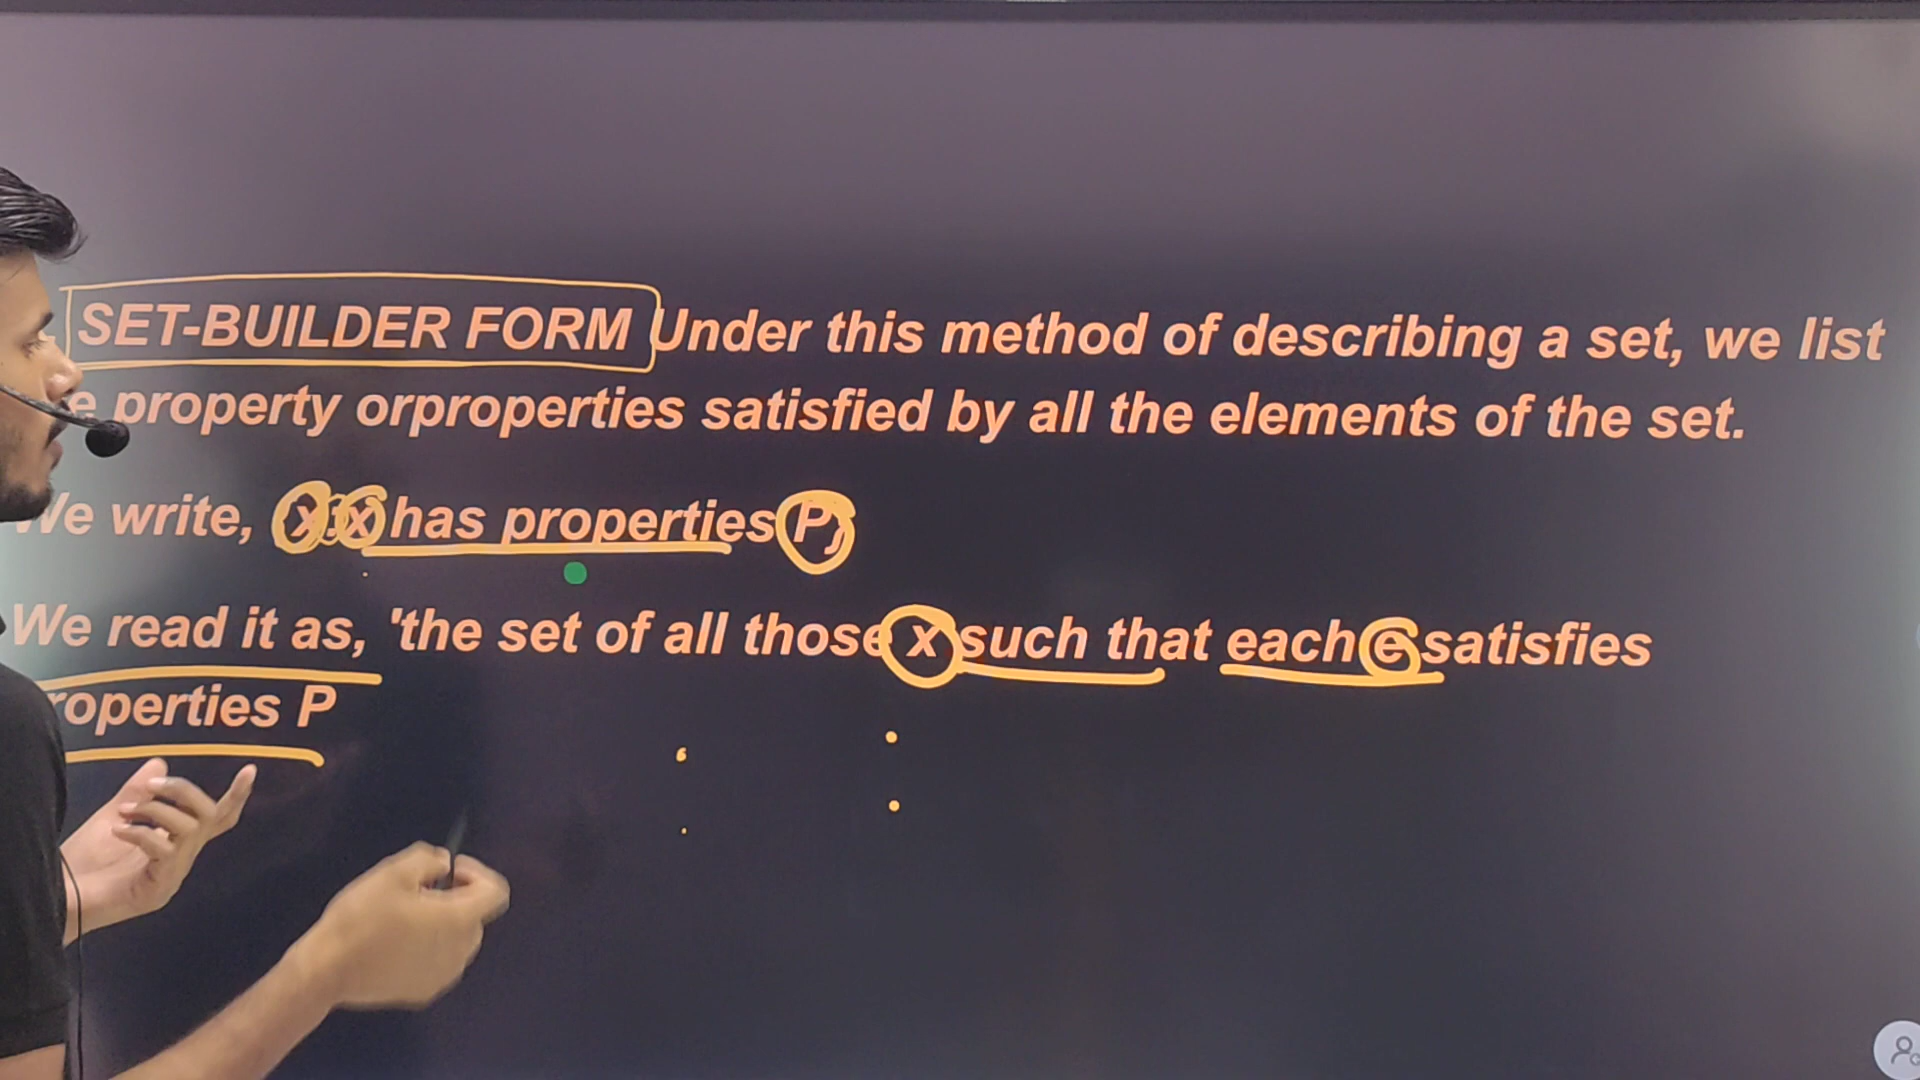 SET-BUILDER FORM Under this method of describing a set, we list
property orproperties satisfied by all the elements of the set.
We write, x:x has properties P}
We read it as, 'the set of all those x such that each e satisfies
roperties P